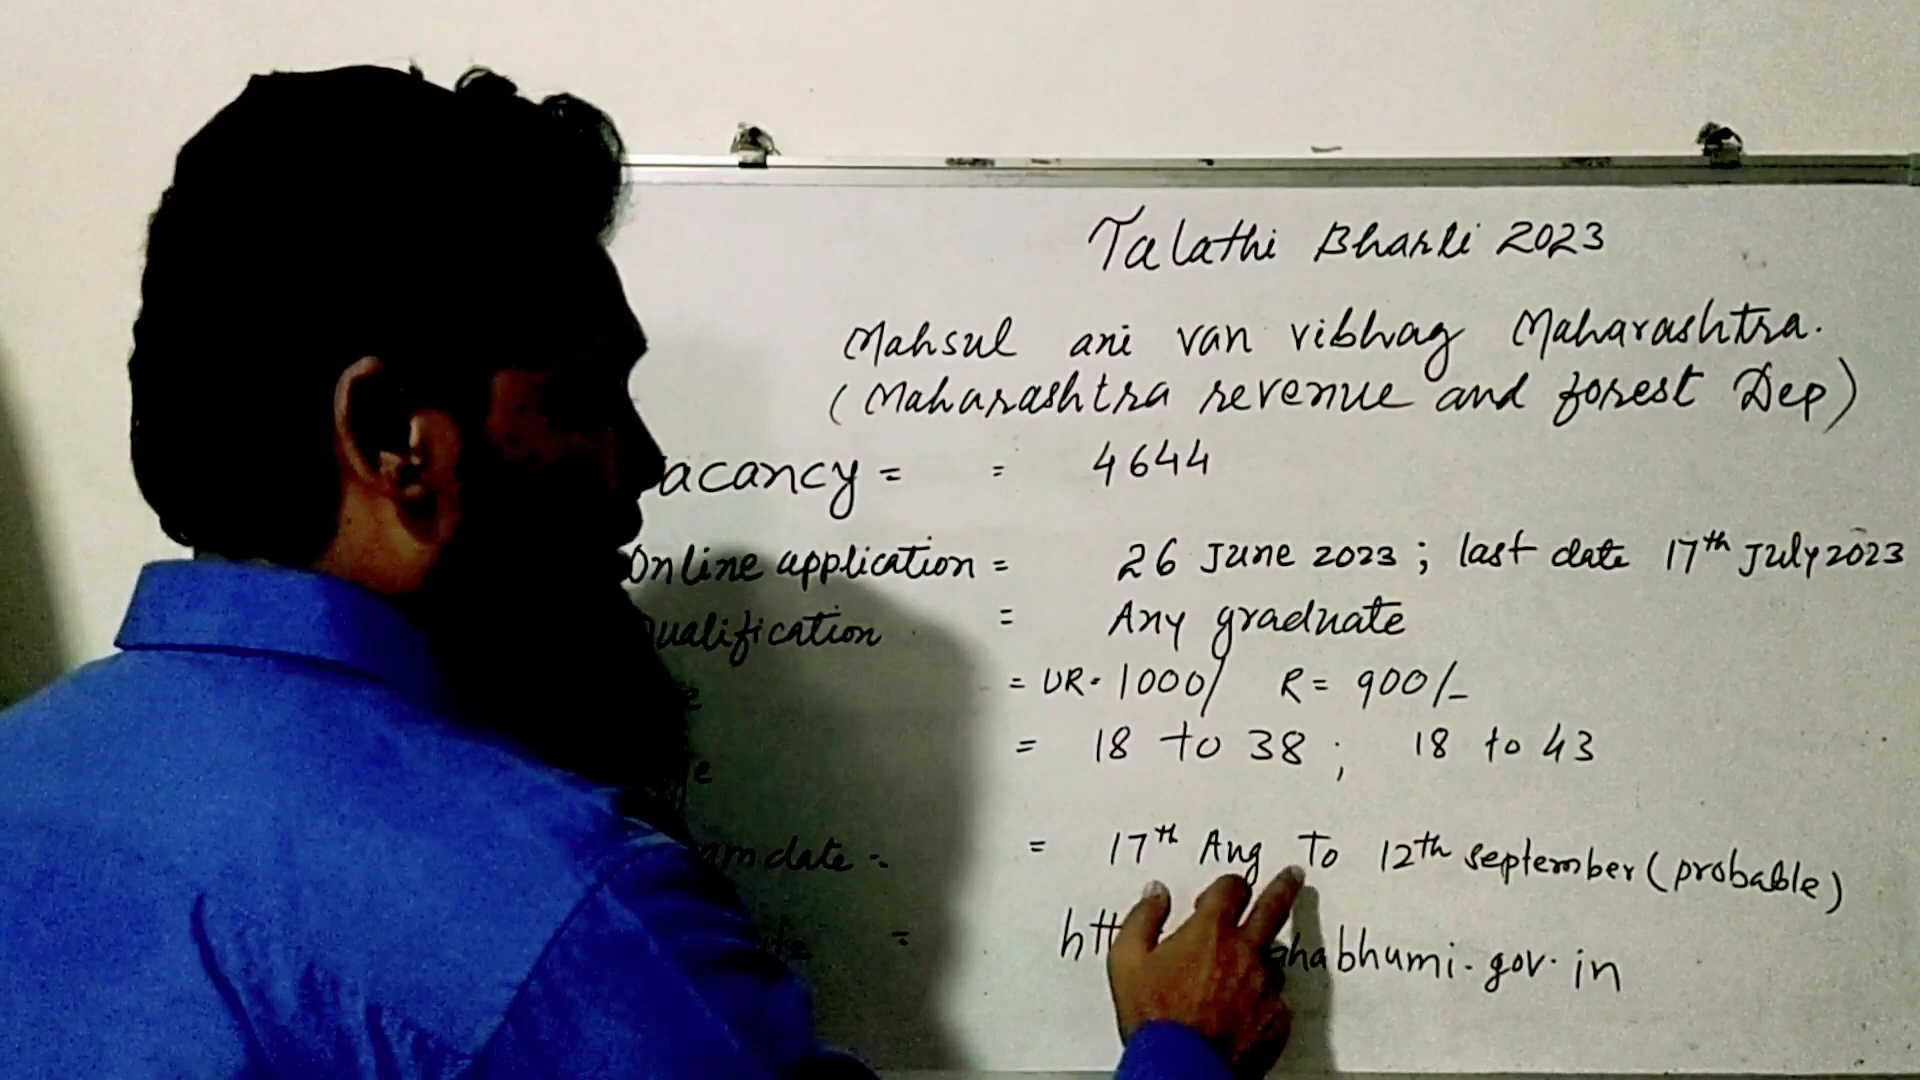 Talathi Bharti 2023
Mahsul ani van vibhag Maharashtra.
(Maharashtra revenue and forest Dep)
acancy = = 4644
Online application = 26 June 2023 ; last date 17th July 2023
Qualification = Any graduate
e = UR. 1000/ R = 900/-
e = 18 to 38 ; 18 to 43
am date = = 17th Aug To 12th september (probable)
= htt ahabhumi.gov.in